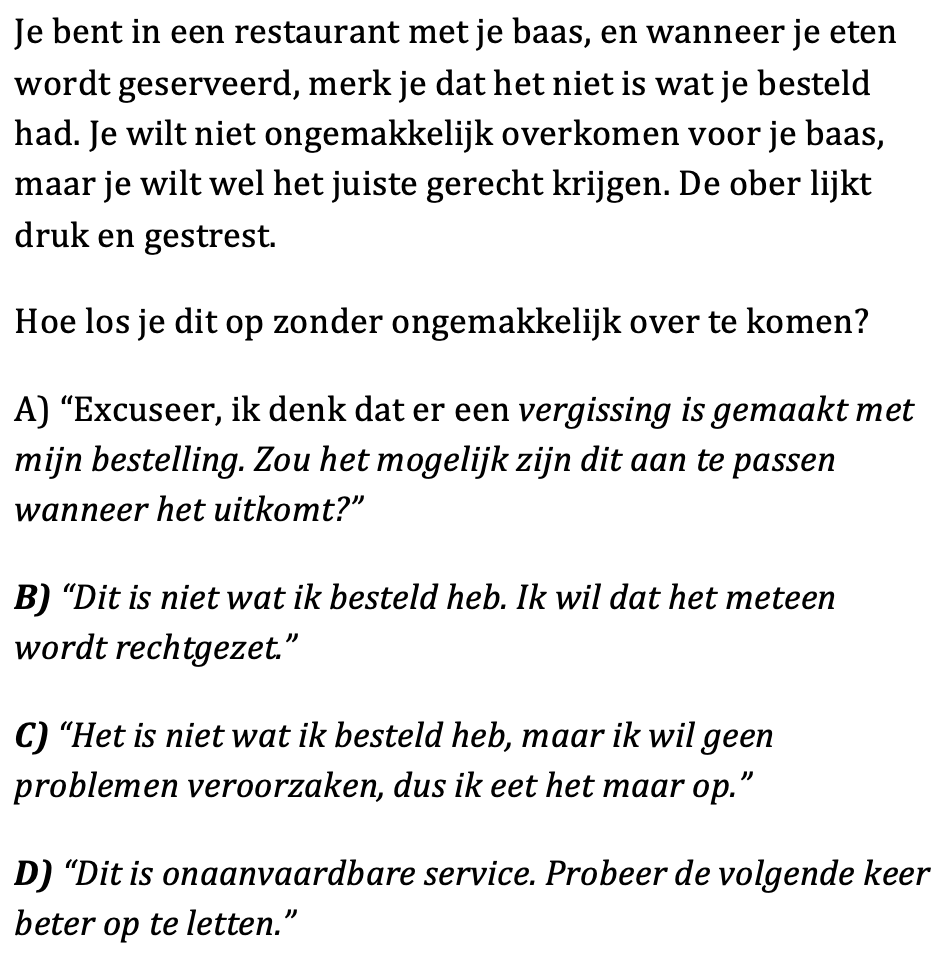 Je bent in een restaurant met je baas, en wanneer je eten
wordt geserveerd, merk je dat het niet is wat je besteld
had. Je wilt niet ongemakkelijk overkomen voor je baas,
maar je wilt wel het juiste gerecht krijgen. De ober lijkt
druk en gestrest.
Hoe los je dit op zonder ongemakkelijk over te komen?
A) “Excuseer, ik denk dat er een vergissing is gemaakt met
mijn bestelling. Zou het mogelijk zijn dit aan te passen
wanneer het uitkomt?”
B) “Dit is niet wat ik besteld heb. Ik wil dat het meteen
wordt rechtgezet.”
C) “Het is niet wat ik besteld heb, maar ik wil geen
problemen veroorzaken, dus ik eet het maar op.”
D) “Dit is onaanvaardbare service. Probeer de volgende keer
beter op te letten.”